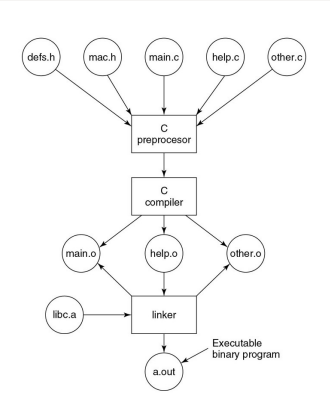 defs.h
mac.h
main.c
help.c
other.c
C
preprocesor
C
compiler
main.o
help.o
other.o
libc.a
linker
a.out
Executable
binary program